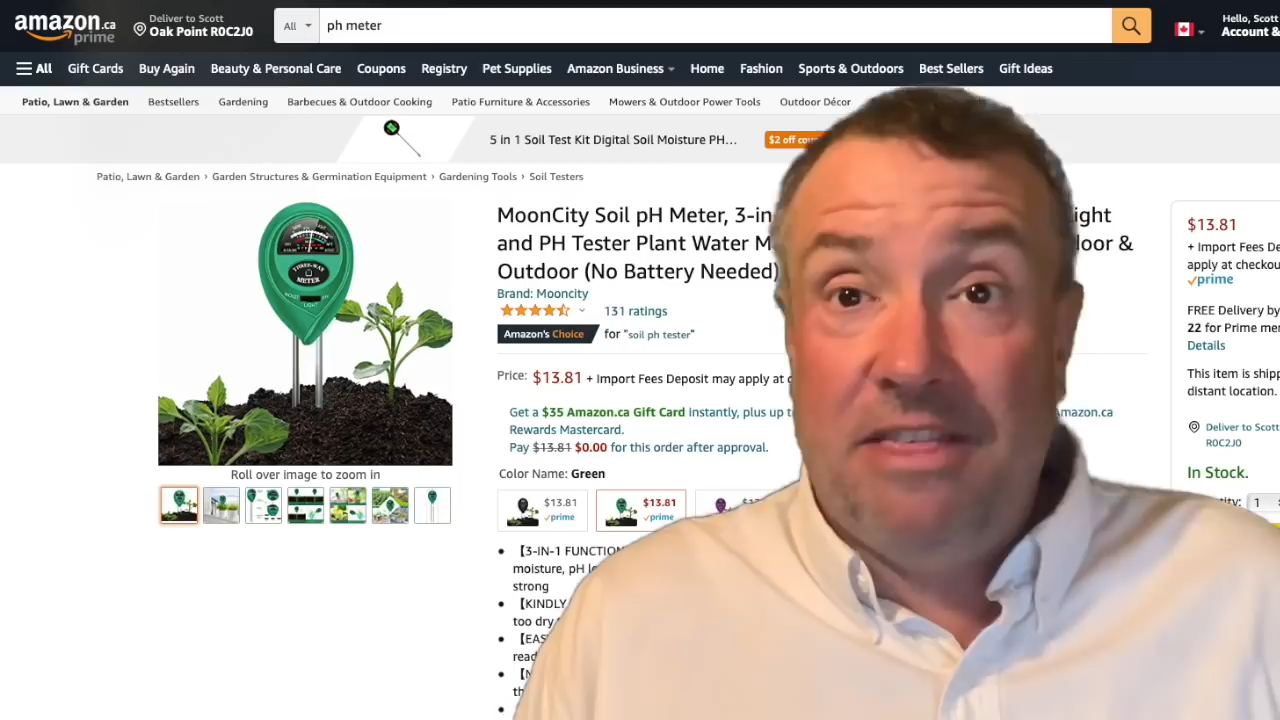 amazon.ca
prime
Deliver to Scott
Oak Point R0C2J0
All
ph meter
Hello, Scott
Account &
All
Gift Cards
Buy Again
Beauty & Personal Care
Coupons
Registry
Pet Supplies
Amazon Business
Home
Fashion
Sports & Outdoors
Best Sellers
Gift Ideas
Patio, Lawn & Garden
Bestsellers
Gardening
Barbecues & Outdoor Cooking
Patio Furniture & Accessories
Mowers & Outdoor Power Tools
Outdoor Décor
5 in 1 Soil Test Kit Digital Soil Moisture PH...
$2 off cou
Patio, Lawn & Garden › Garden Structures & Germination Equipment › Gardening Tools › Soil Testers
THREE-WAY
METER
LIGHT
Roll over image to zoom in
MoonCity Soil pH Meter, 3-in
ight
and PH Tester Plant Water M
oor &
Outdoor (No Battery Needed)
Brand: Mooncity
131 ratings
Amazon's Choice for "soil ph tester"
Price: $13.81 + Import Fees Deposit may apply at c
Get a $35 Amazon.ca Gift Card instantly, plus up t
Amazon.ca
Rewards Mastercard.
Pay $13.81 $0.00 for this order after approval.
Color Name: Green
$13.81
prime
$13.81
prime
【3-IN-1 FUNCTION
moisture, pH le
strong
【KINDLY
too dry
【EAS
read
【N
th
$13.81
+ Import Fees De
apply at checkou
prime
FREE Delivery by
22 for Prime mem
Details
This item is shipp
distant location.
Deliver to Scott
R0C2J0
In Stock.
tity: 1